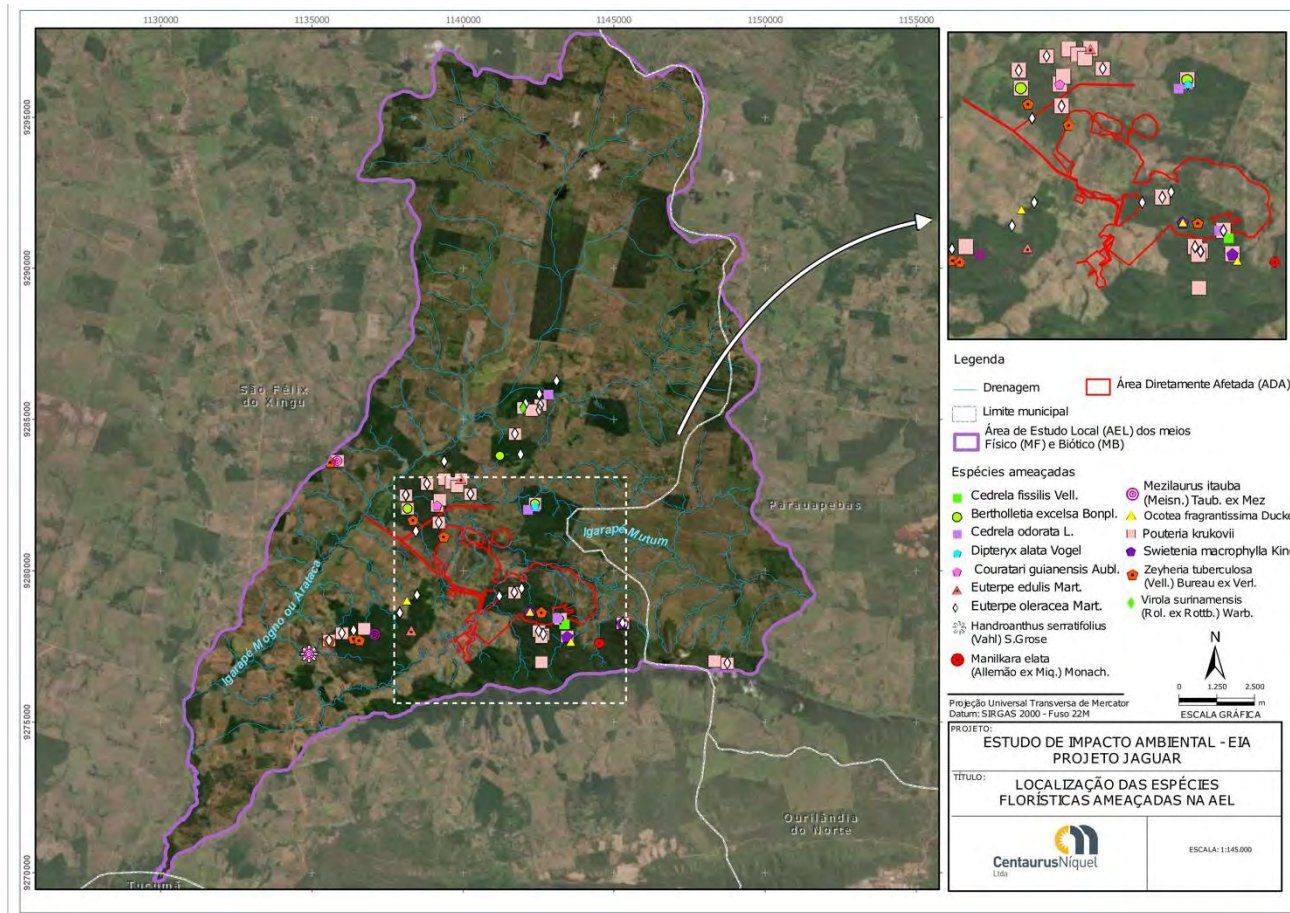 1130000
1135000
1140000
1145000
1150000
1155000
9295000
9290000
9285000
9280000
9275000
9270000
São Félix
do Xingu
Parauapebas
Igarapé Mutum
Igarapé Mogno ou Arataca
Ourilândia
do Norte
Tucumã
Legenda
Drenagem
Área Diretamente Afetada (ADA)
Limite municipal
Área de Estudo Local (AEL) dos meios
Físico (MF) e Biótico (MB)
Espécies ameaçadas
Cedrela fissilis Vell.
Bertholletia excelsa Bonpl.
Cedrela odorata L.
Dipteryx alata Vogel
Couratari guianensis Aubl.
Euterpe edulis Mart.
Euterpe oleracea Mart.
Handroanthus serratifolius
(Vahl) S.Grose
Manilkara elata
(Allemão ex Miq.) Monach.
Mezilaurus itauba
(Meisn.) Taub. ex Mez
Ocotea fragrantissima Ducke
Pouteria krukovii
Swietenia macrophylla King
Zeyheria tuberculosa
(Vell.) Bureau ex Verl.
Virola surinamensis
(Rol. ex Rottb.) Warb.
N
0 1.250 2.500
m
ESCALA GRÁFICA
Projeção Universal Transversa de Mercator
Datum: SIRGAS 2000 - Fuso 22M
PROJETO:
ESTUDO DE IMPACTO AMBIENTAL - EIA
PROJETO JAGUAR
TÍTULO:
LOCALIZAÇÃO DAS ESPÉCIES
FLORÍSTICAS AMEAÇADAS NA AEL
CentaurusNíquel
Ltda
ESCALA: 1:145.000